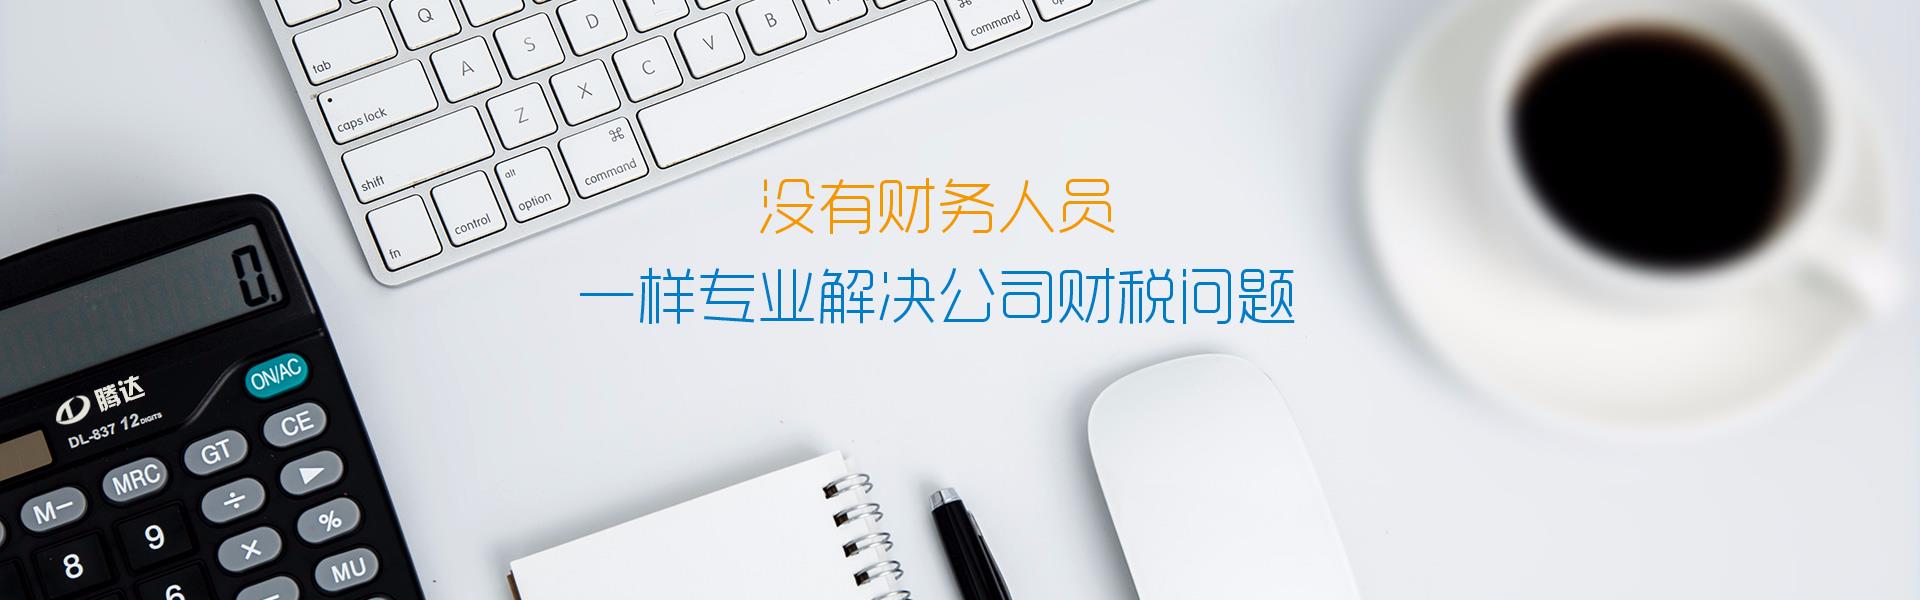 Q
tab
A S D
caps lock
Z X C V B
shift
⌘
command
fn
control
alt
option
⌘
command
没有财务人员
一样专业解决公司财税问题
0.
腾达
DL-837 12 DIGITS
ON/AC
CE
GT
MRC
M−
▶
÷
%
×
MU
9
8
6